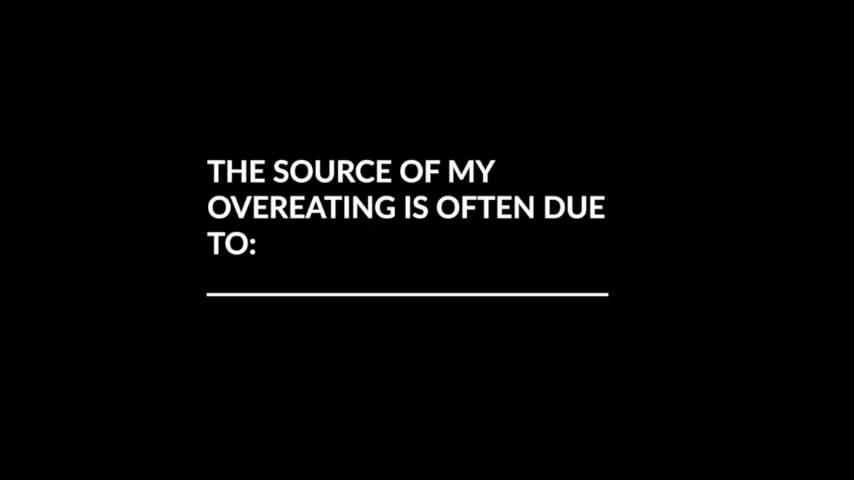 THE SOURCE OF MY
OVEREATING IS OFTEN DUE
TO: